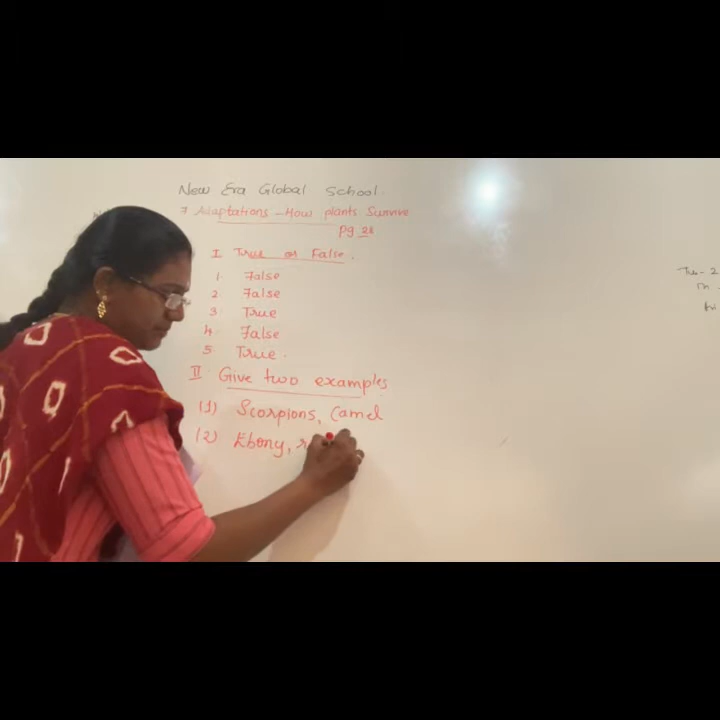 New Era Global School.
7 Adaptations - How plants Survive
Pg 28
I True or False.
1. False
2. False
3 True
4. False
5. True.
II Give two examples
(1) Scorpions, Camel
(2) Ebony,